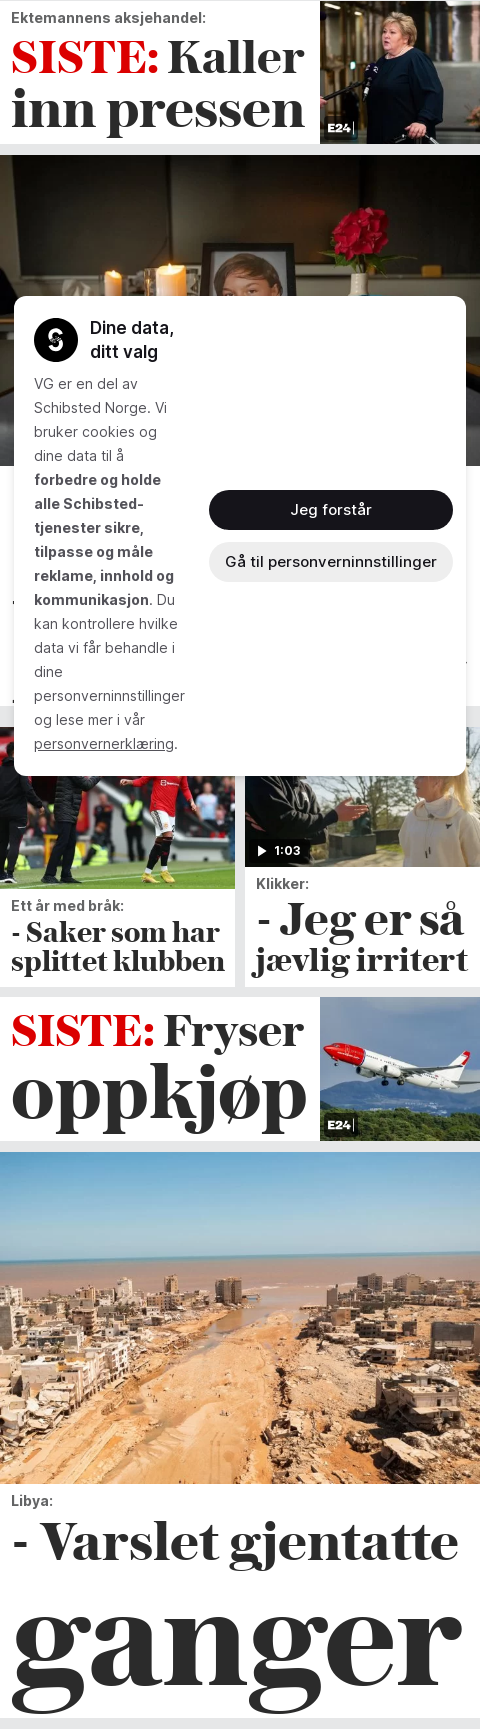 Ektemannens aksjehandel:
SISTE: Kaller
inn pressen
E24
Dine data,
ditt valg
VG er en del av
Schibsted Norge. Vi
bruker cookies og
dine data til å
forbedre og holde
alle Schibsted-
tjenester sikre,
tilpasse og måle
reklame, innhold og
kommunikasjon. Du
kan kontrollere hvilke
data vi får behandle i
dine
personverninnstillinger
og lese mer i vår
personvernerklæring.
Jeg forstår
Gå til personverninnstillinger
1:03
Ett år med bråk:
- Saker som har
splittet klubben
Klikker:
- Jeg er så
jævlig irritert
SISTE: Fryser
oppkjøp
E24
Libya:
- Varslet gjentatte
ganger